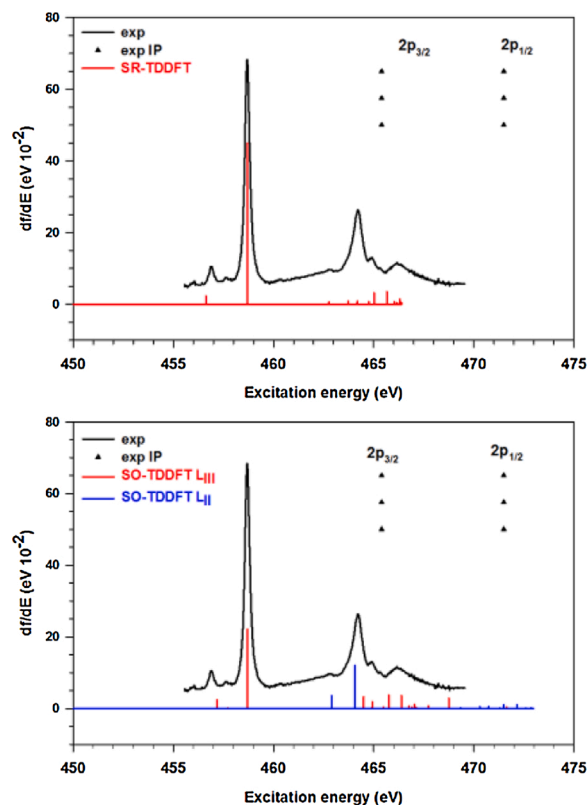 80
60
40
20
0
df/dE (eV 10⁻²)
exp
exp IP
SR-TDDFT
2p3/2
2p1/2
450
455
460
465
470
475
Excitation energy (eV)
80
60
40
20
0
df/dE (eV 10⁻²)
exp
exp IP
SO-TDDFT LIII
SO-TDDFT LII
2p3/2
2p1/2
450
455
460
465
470
475
Excitation energy (eV)